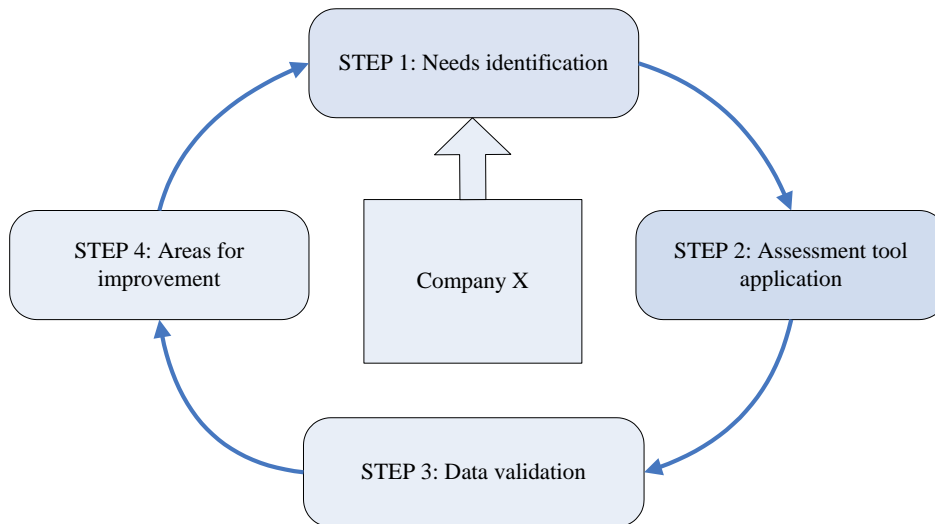 STEP 1: Needs identification
STEP 4: Areas for
improvement
Company X
STEP 2: Assessment tool
application
STEP 3: Data validation